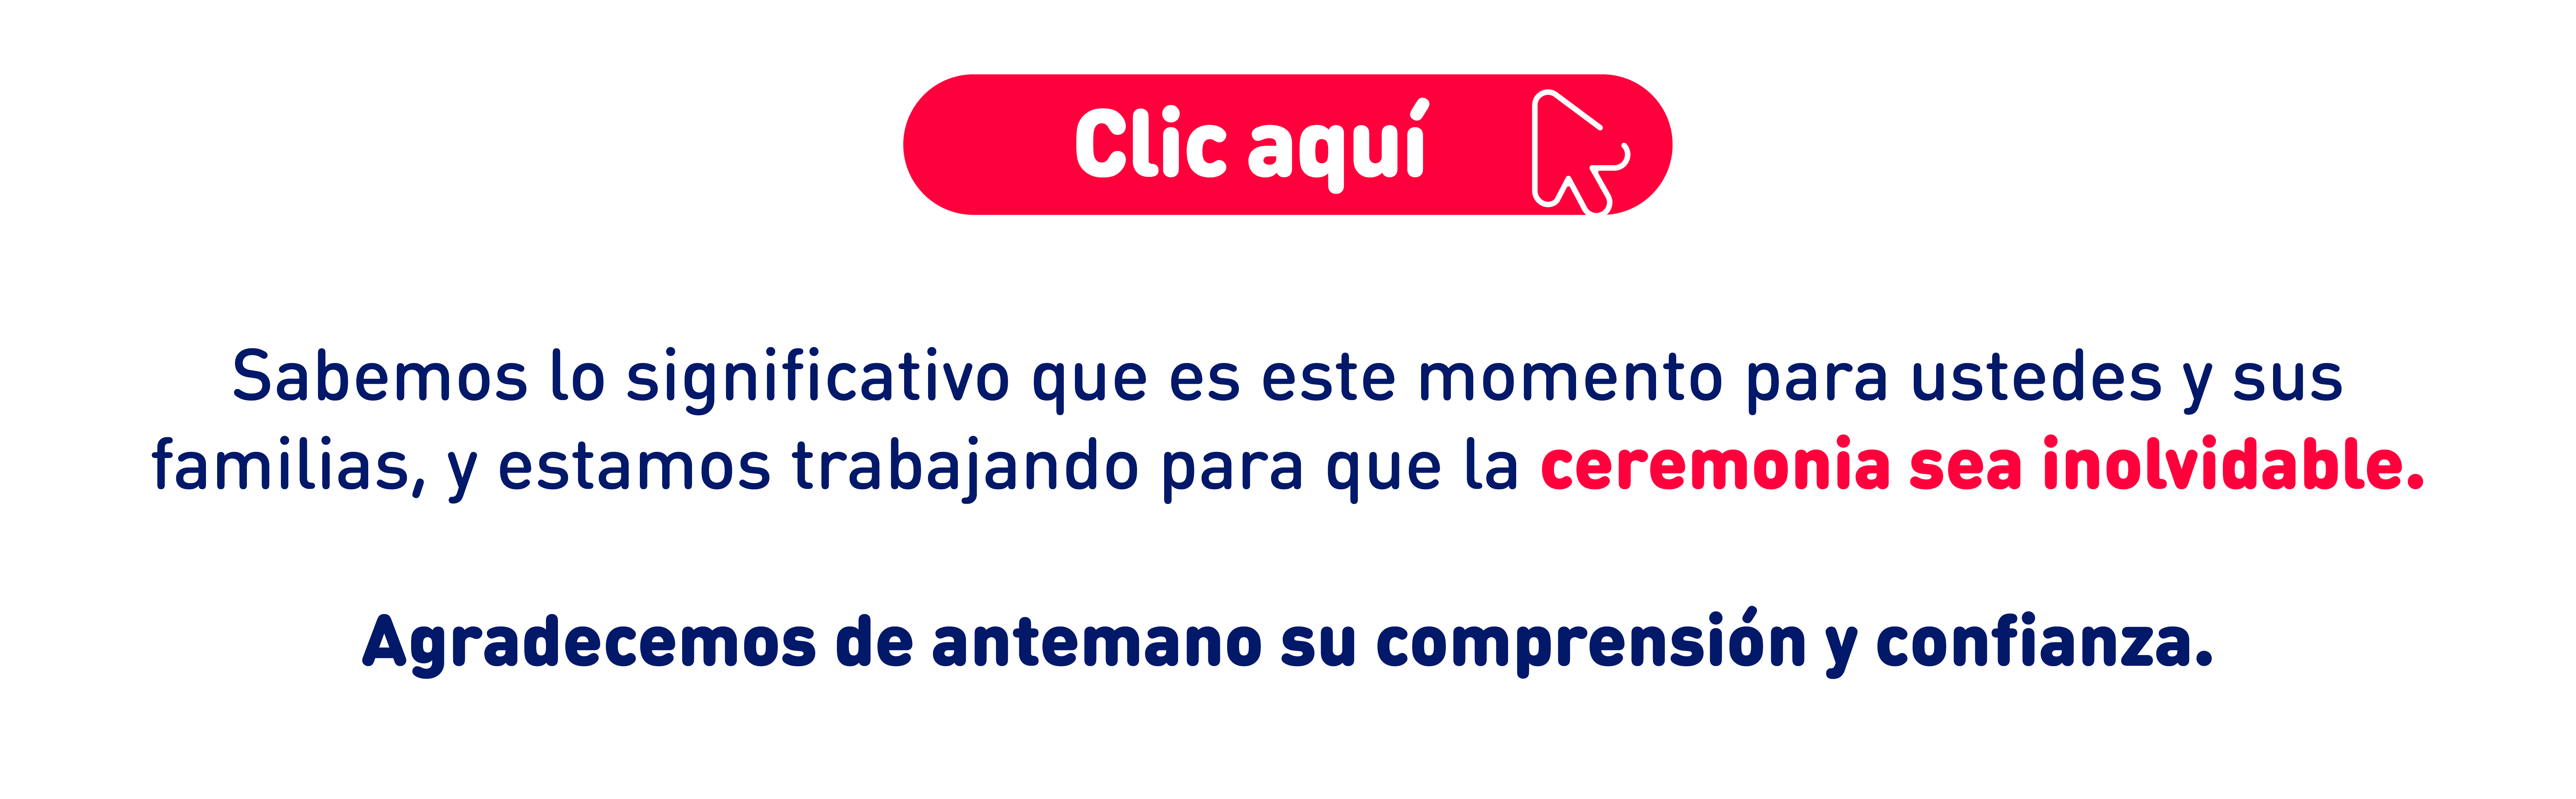 Clic aquí
Sabemos lo significativo que es este momento para ustedes y sus
familias, y estamos trabajando para que la ceremonia sea inolvidable.
Agradecemos de antemano su comprensión y confianza.